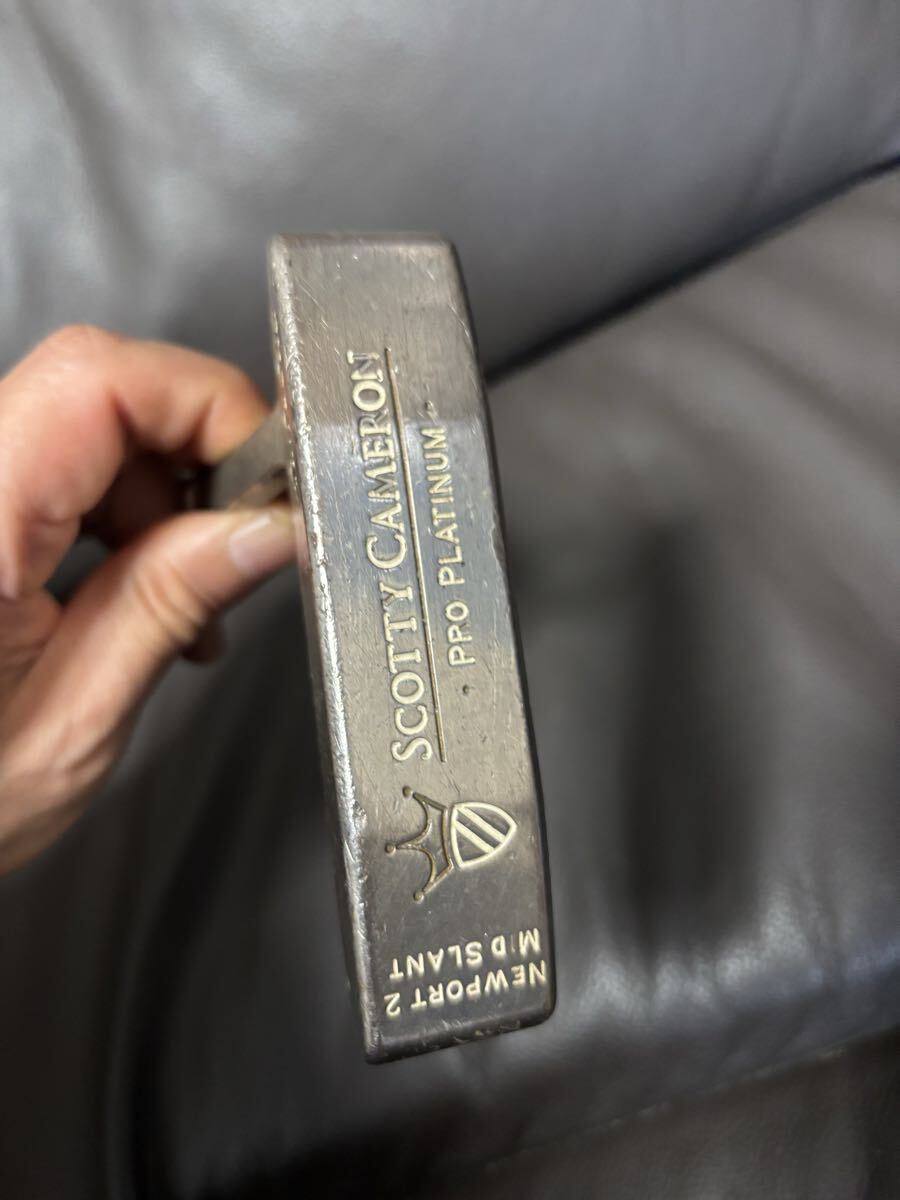 SCOTTY CAMERON
PRO PLATINUM
NEWPORT 2
MID SLANT